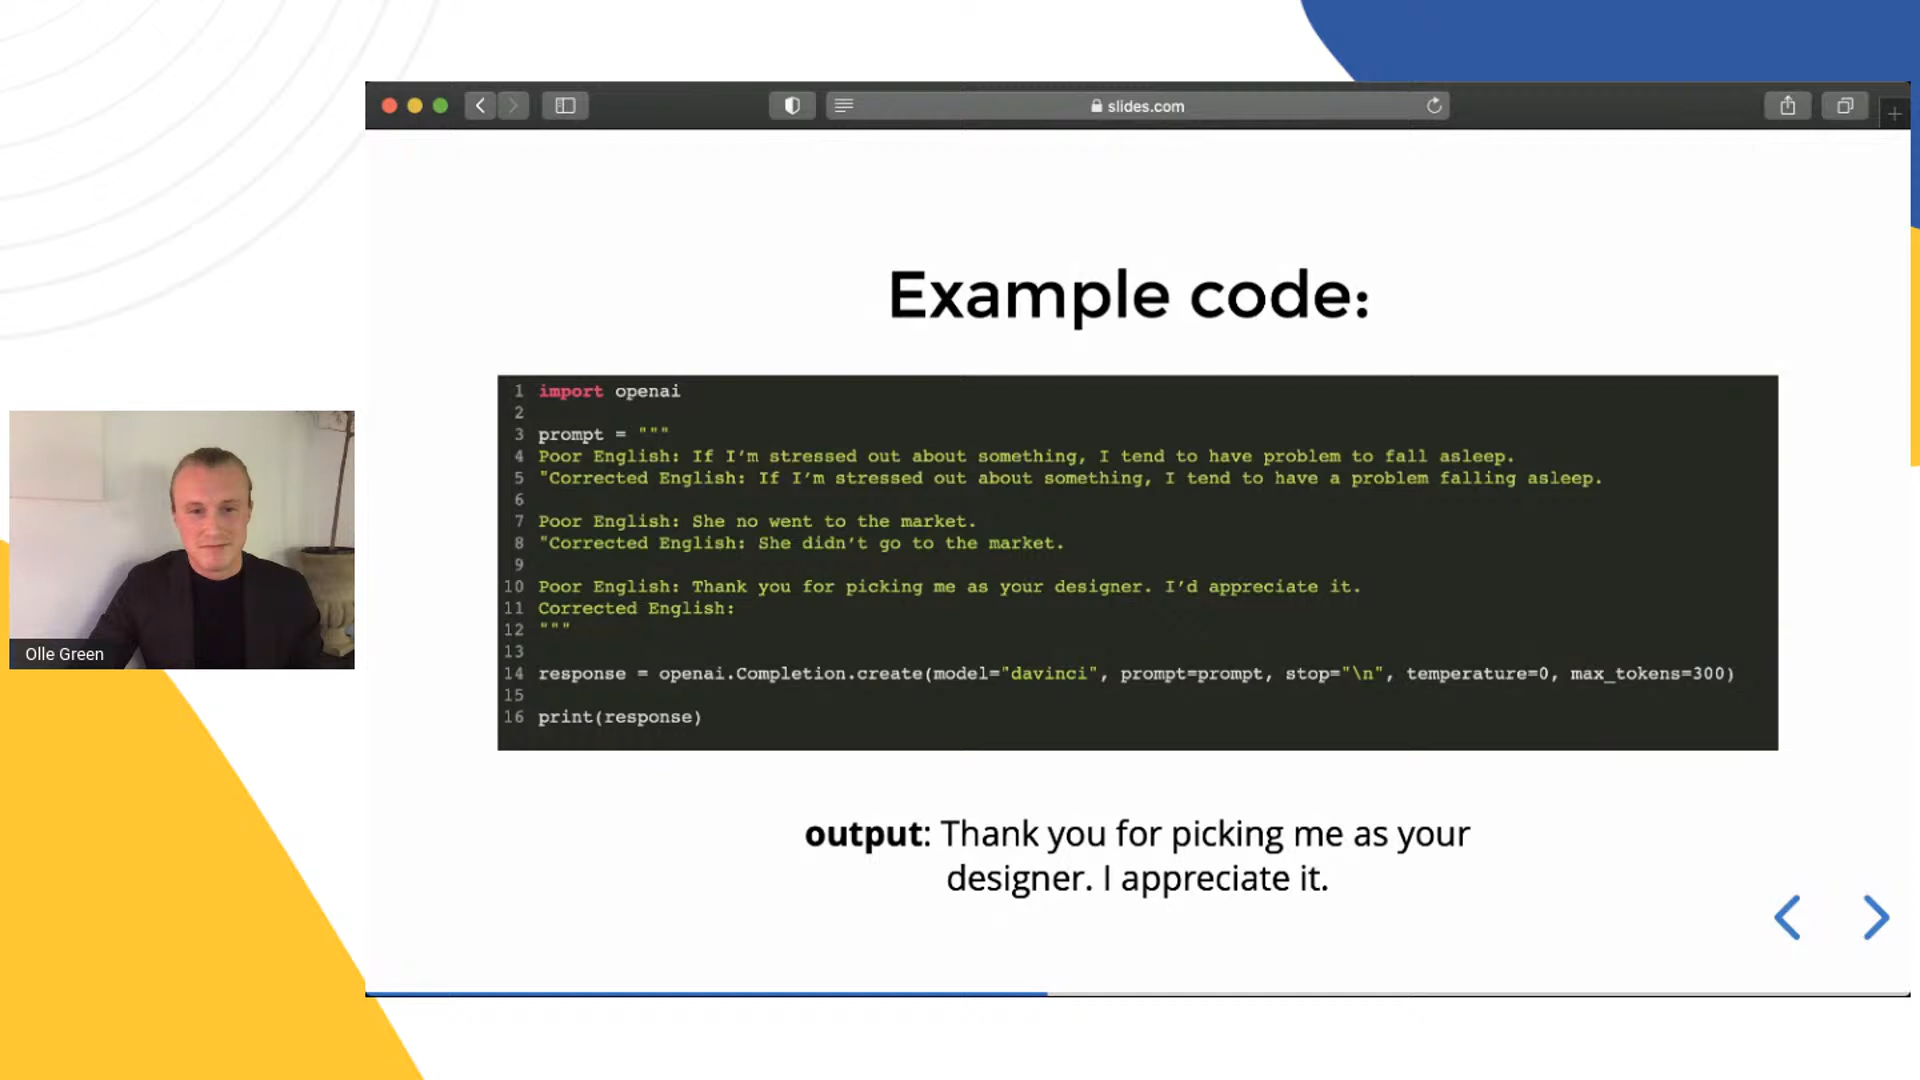 slides.com
Example code:
1 import openai
2
3 prompt = """
4 Poor English: If I’m stressed out about something, I tend to have problem to fall asleep.
5 "Corrected English: If I’m stressed out about something, I tend to have a problem falling asleep.
6
7 Poor English: She no went to the market.
8 "Corrected English: She didn’t go to the market.
9
10 Poor English: Thank you for picking me as your designer. I’d appreciate it.
11 Corrected English:
12 """
13
14 response = openai.Completion.create(model="davinci", prompt=prompt, stop="\n", temperature=0, max_tokens=300)
15
16 print(response)
Olle Green
output: Thank you for picking me as your
designer. I appreciate it.